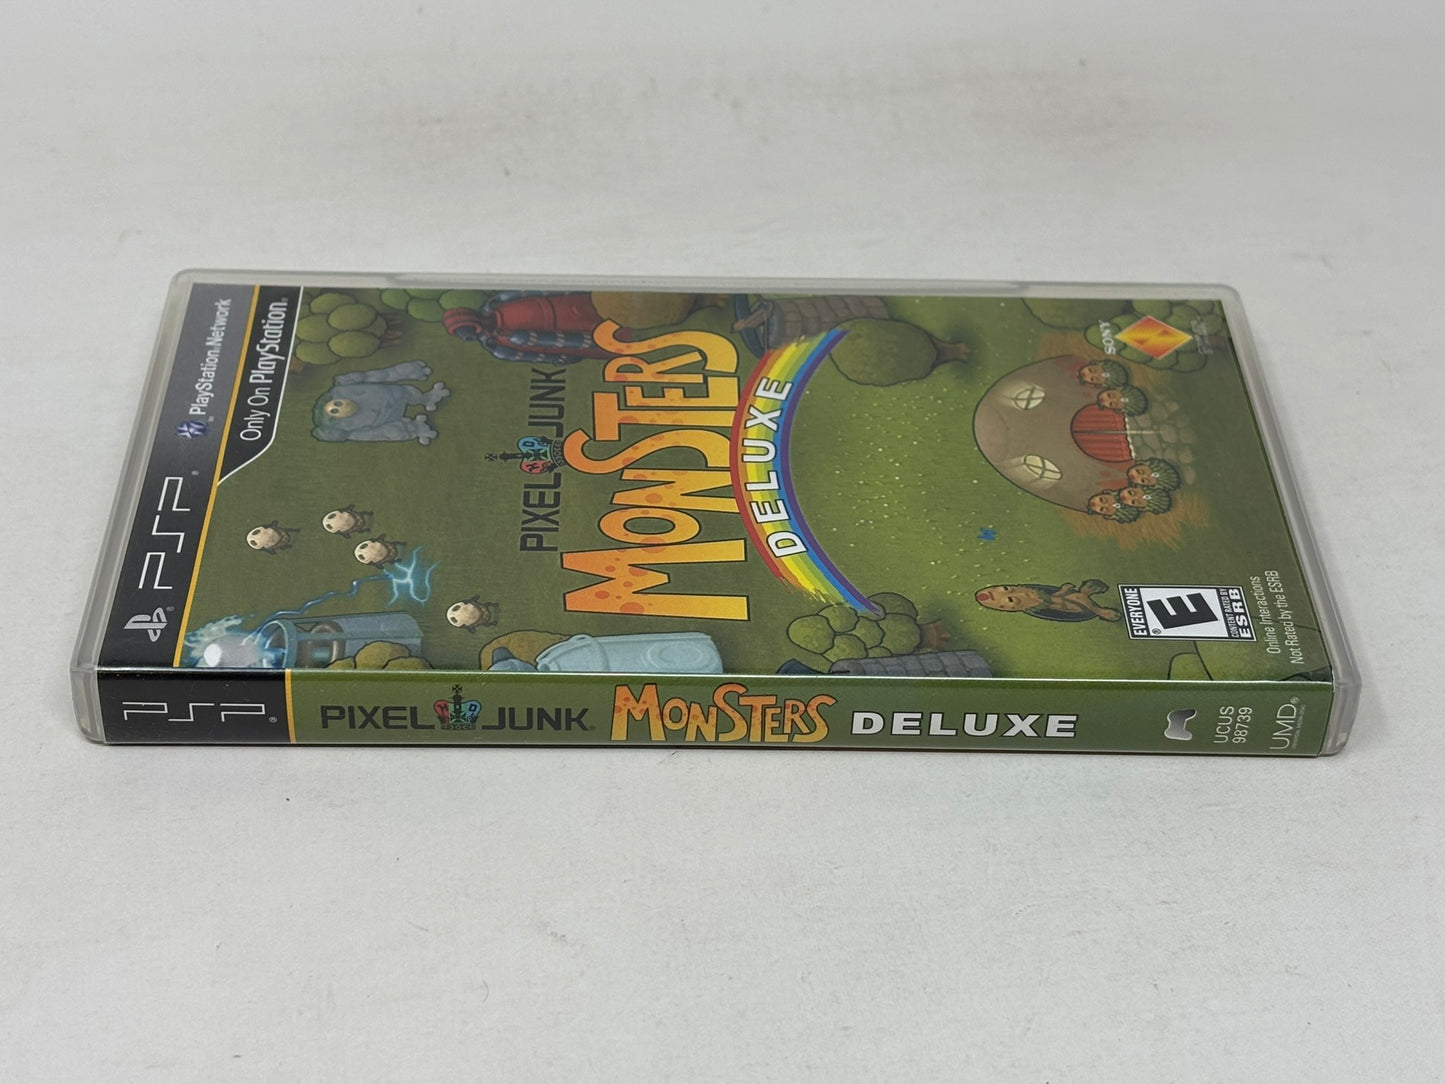 PSP
PlayStation Network
Only On PlayStation
PIXEL JUNK
MONSTERS
DELUXE
SONY
EVERYONE
E
CONTENT RATED BY
ESRB
Online Interactions
Not Rated by the ESRB
PSP
PIXEL JUNK® MONSTERS DELUXE
UCUS
98739
UMD®